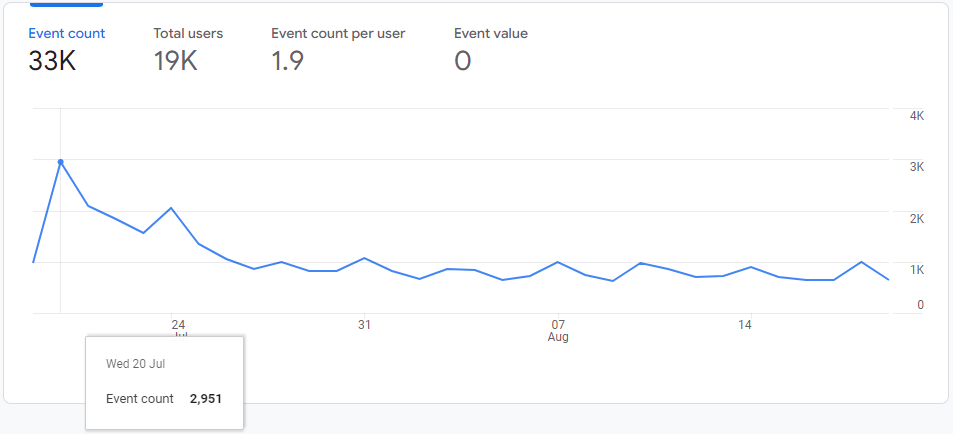 Event count Total users Event count per user Event value
33K 19K 1.9 0
4K
3K
2K
1K
0
24 31 07 14
Jul Aug
Wed 20 Jul
Event count 2,951